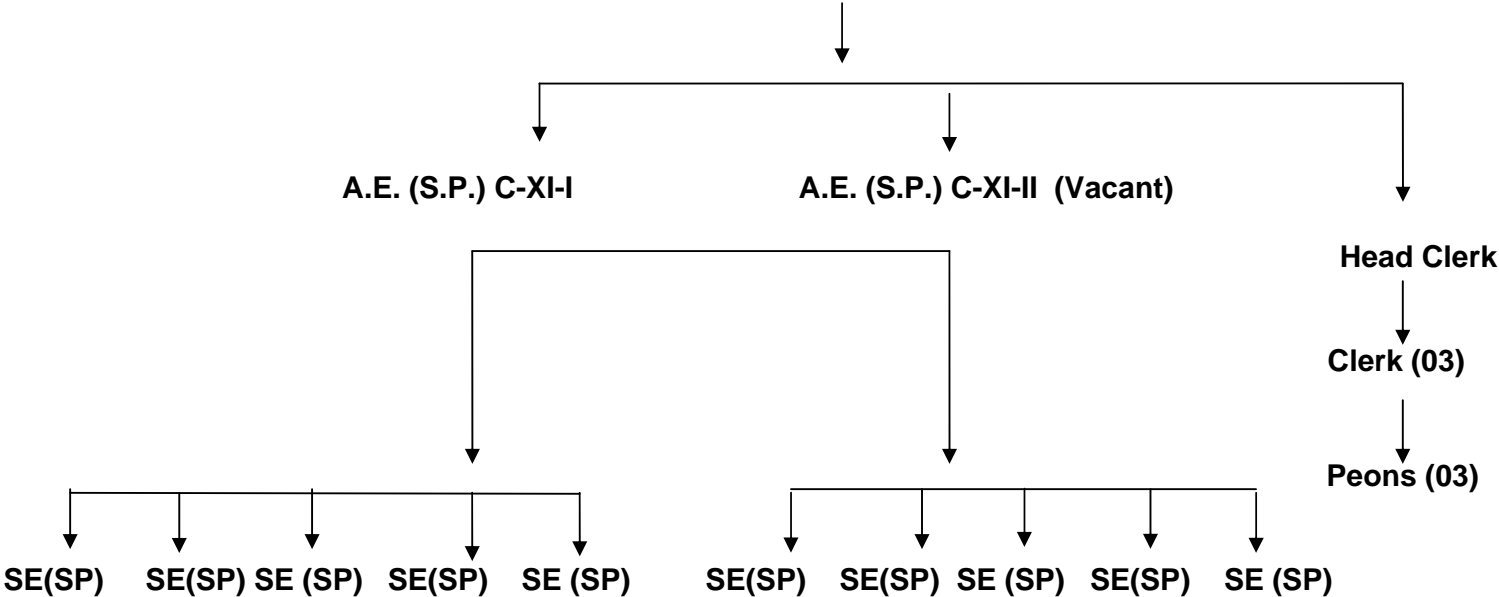 A.E. (S.P.) C-XI-I A.E. (S.P.) C-XI-II (Vacant)
Head Clerk
Clerk (03)
Peons (03)
SE(SP) SE(SP) SE (SP) SE(SP) SE (SP) SE(SP) SE(SP) SE (SP) SE(SP) SE (SP)